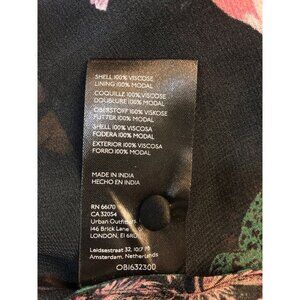 SHELL 100% VISCOSE
LINING 100% MODAL
COQUILLE 100% VISCOSE
DOUBLURE 100% MODAL
OBERSTOFF 100% VISKOSE
FUTTER 100% MODAL
SHELL 100% VISCOSA
FODERA 100% MODAL
EXTERIOR 100% VISCOSA
FORRO 100% MODAL
MADE IN INDIA
HECHO EN INDIA
RN 66170
CA 32054
Urban Outfitters
146 Brick Lane
LONDON, E1 6RU
Leidsestraat 32, 1017
Amsterdam, Netherlands
OB1632300